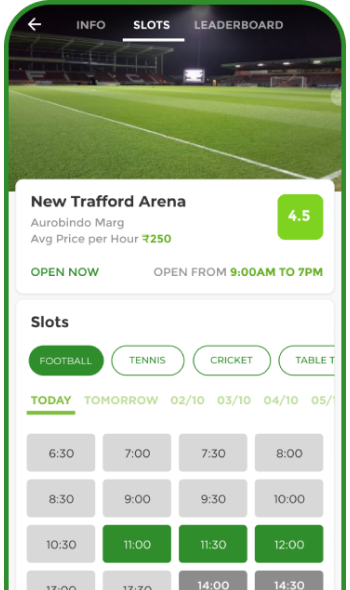 INFO SLOTS LEADERBOARD
New Trafford Arena
4.5
Aurobindo Marg
Avg Price per Hour ₹250
OPEN NOW OPEN FROM 9:00AM TO 7PM
Slots
FOOTBALL TENNIS CRICKET TABLE T
TODAY TOMORROW 02/10 03/10 04/10 05/
6:30 7:00 7:30 8:00
8:30 9:00 9:30 10:00
10:30 11:00 11:30 12:00
13:00 13:30 14:00 14:30